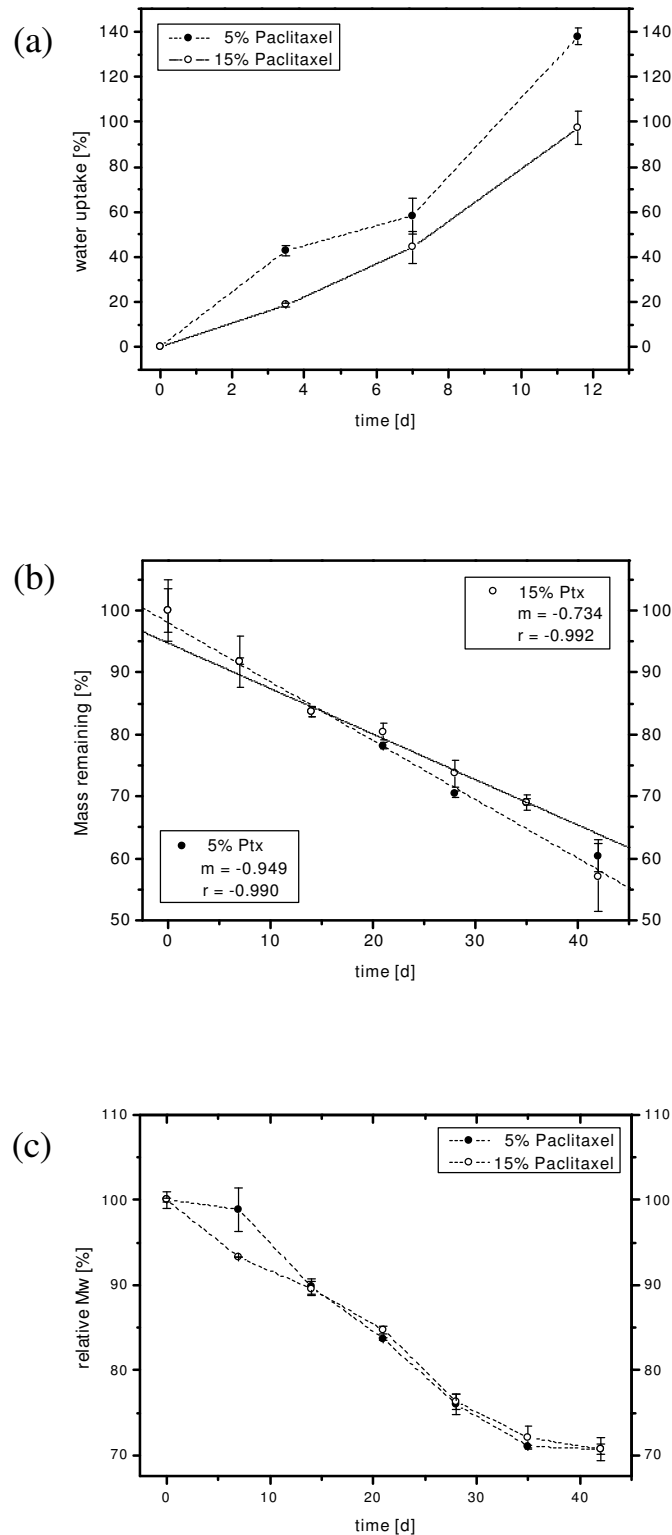 (a)
5% Paclitaxel
15% Paclitaxel
140 140
120 120
100 100
80 80
60 60
40 40
20 20
0 0
water uptake [%]
0 2 4 6 8 10 12
time [d]
(b)
15% Ptx
m = -0.734
r = -0.992
100 100
90 90
80 80
70 70
60 60
50 50
Mass remaining [%]
5% Ptx
m = -0.949
r = -0.990
0 10 20 30 40
time [d]
(c)
110 110
5% Paclitaxel
15% Paclitaxel
100 100
90 90
80 80
70 70
relative Mw [%]
0 10 20 30 40
time [d]